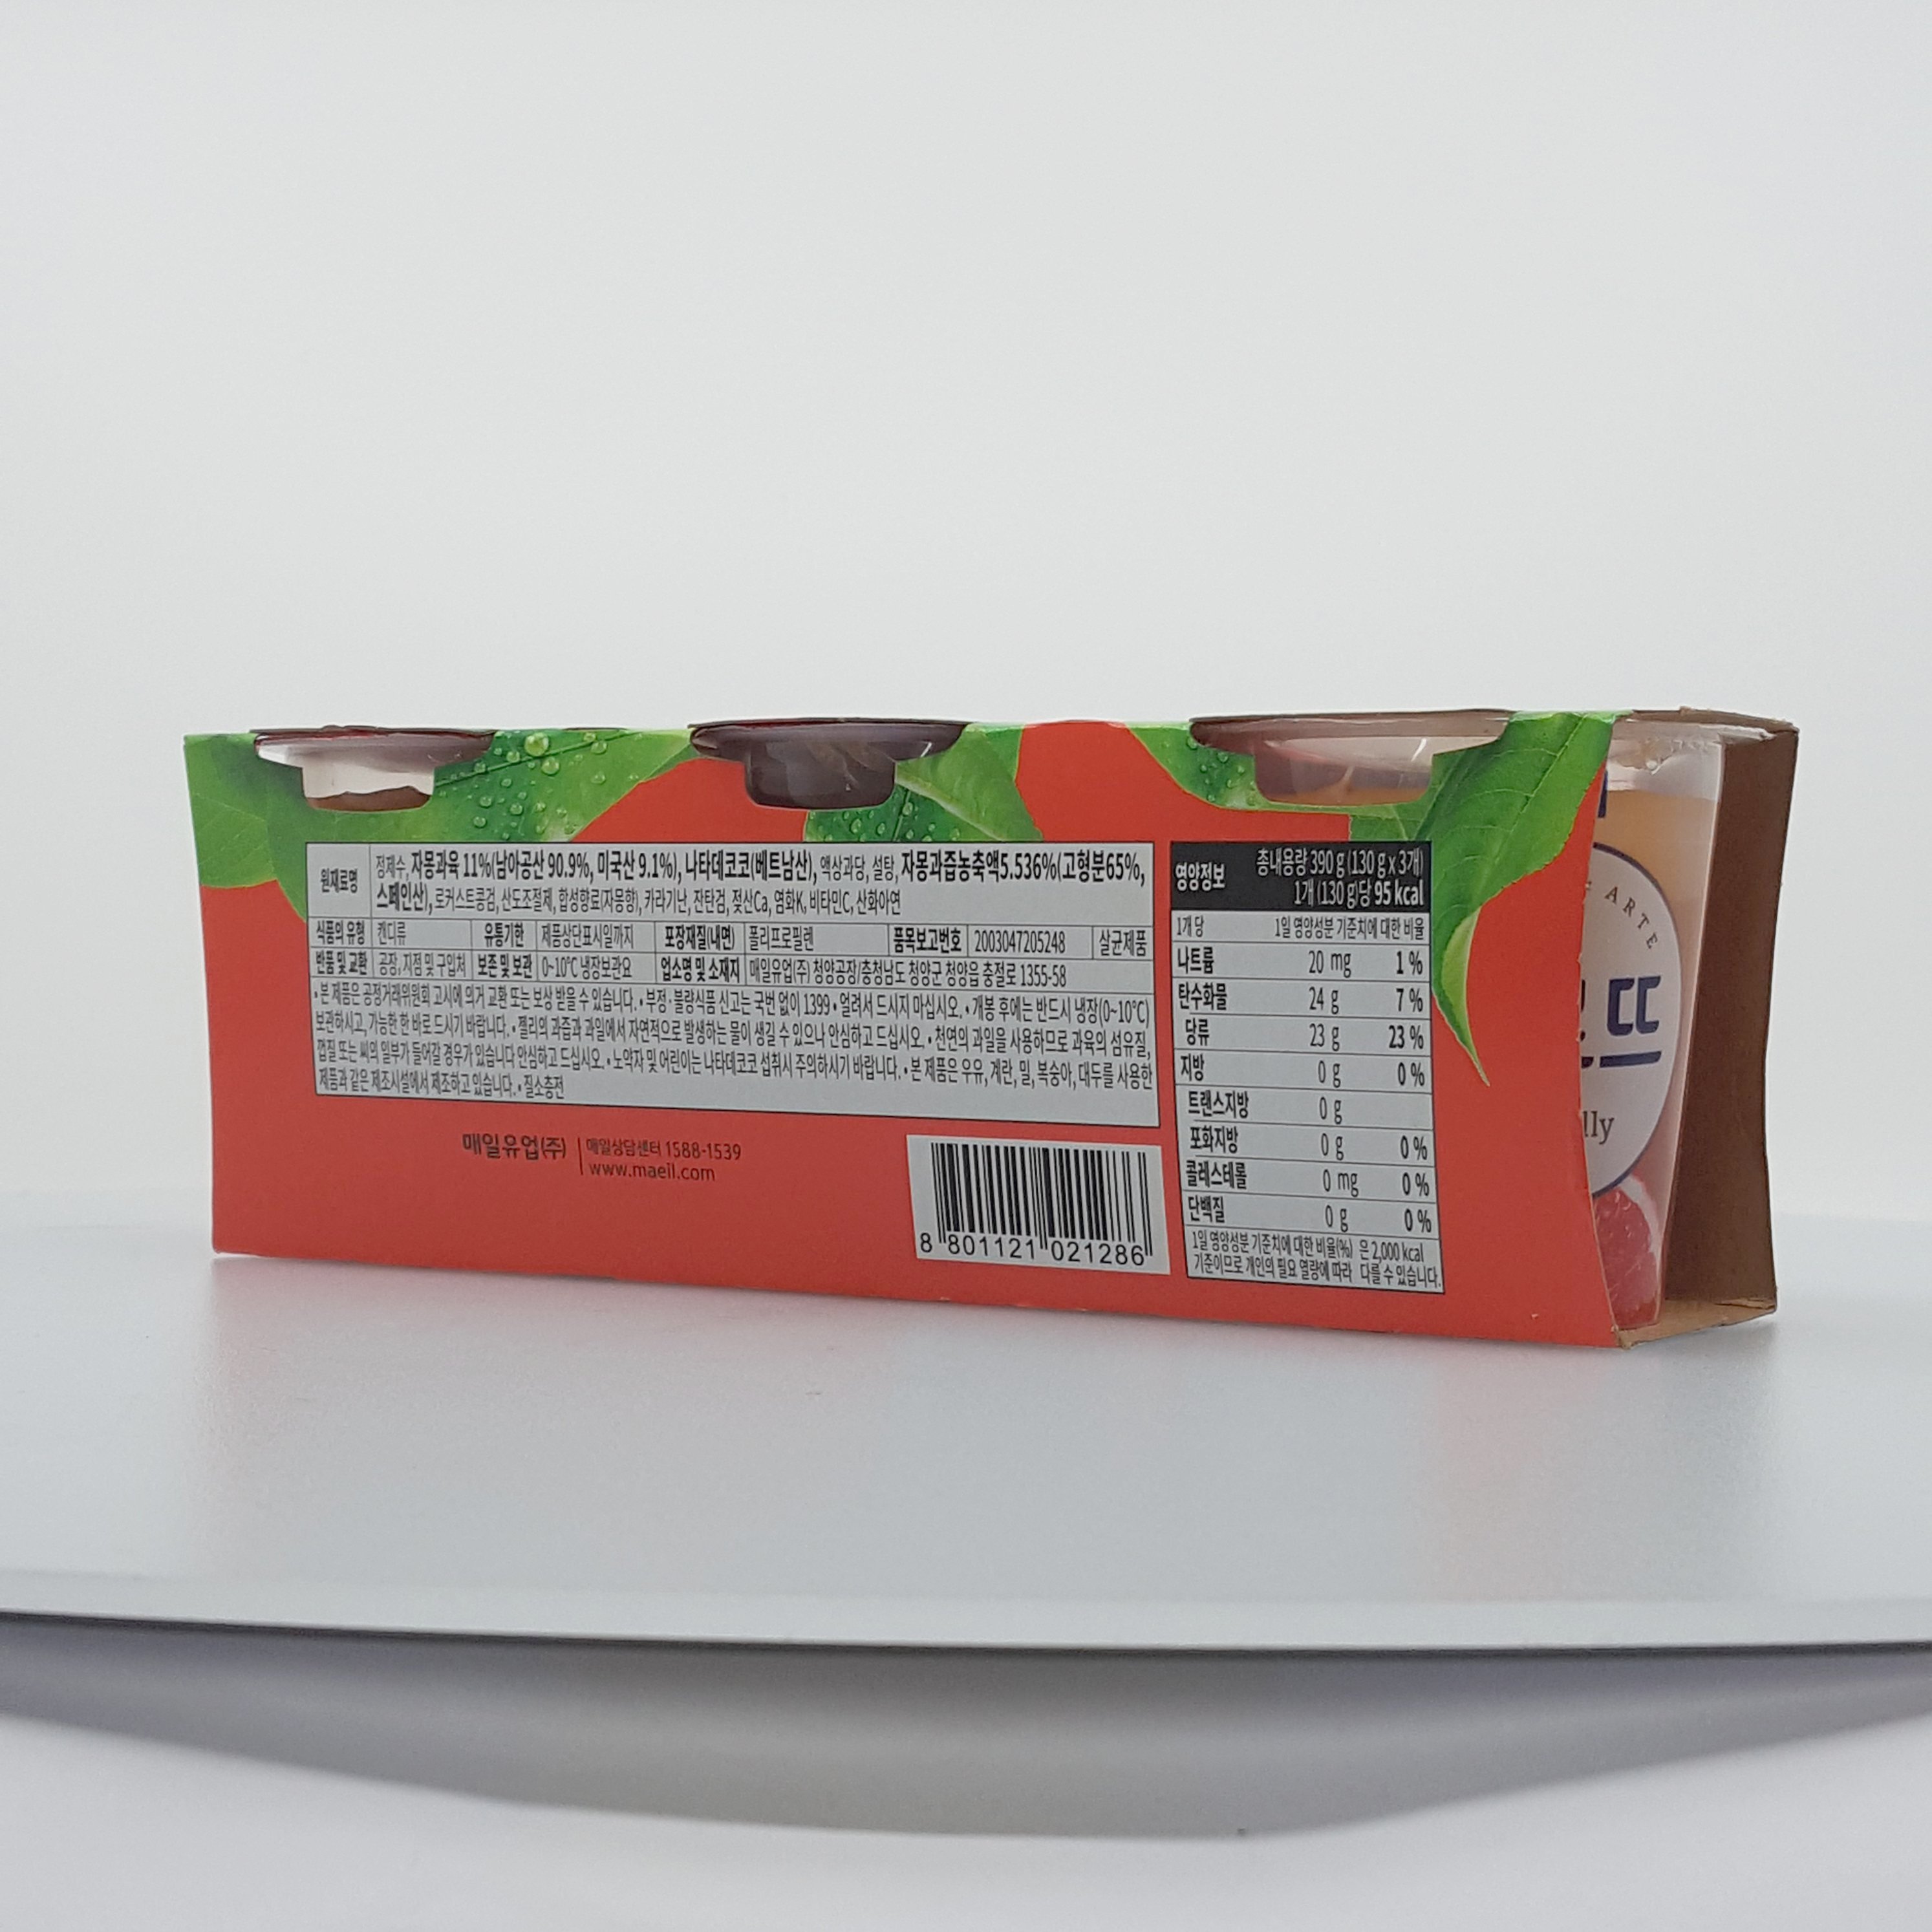 원재료명
정제수, 자몽과육 11%(남아공산 90.9%, 미국산 9.1%), 나타데코코(베트남산), 액상과당, 설탕, 자몽과즙농축액5.536%(고형분65%,
스페인산), 로커스트콩검, 산도조절제, 합성향료(자몽향), 카라기난, 잔탄검, 젖산Ca, 염화K, 비타민C, 산화아연
식품의 유형 캔디류 유통기한 제품상단표시일까지 포장재질(내면) 폴리프로필렌 품목보고번호 2003047205248 살균제품
반품 및 교환 공장, 지점 및 구입처 보존 및 보관 0~10℃ 냉장보관요 업소명 및 소재지 매일유업(주) 청양공장/충청남도 청양군 청양읍 충절로 1355-58
• 본 제품은 공정거래위원회 고시에 의거 교환 또는 보상 받을 수 있습니다. • 부정·불량식품 신고는 국번 없이 1399 • 얼려서 드시지 마십시오. • 개봉 후에는 반드시 냉장(0~10℃)
보관하시고, 가능한 한 바로 드시기 바랍니다. • 젤리의 과즙과 과일에서 자연적으로 발생하는 물이 생길 수 있으나 안심하고 드십시오. • 천연의 과일을 사용하므로 과육의 섬유질,
껍질 또는 씨의 일부가 들어갈 경우가 있습니다 안심하고 드십시오. • 노약자 및 어린이는 나타데코코 섭취시 주의하시기 바랍니다. • 본 제품은 우유, 계란, 밀, 복숭아, 대두를 사용한
제품과 같은 제조시설에서 제조하고 있습니다. • 질소충전
매일유업(주)
매일상담센터 1588-1539
www.maeil.com
8 801121 021286
영양정보
총내용량 390 g (130 g x 3개)
1개 (130 g)당 95 kcal
1개 당 1일 영양성분 기준치에 대한 비율
나트륨 20 mg 1 %
탄수화물 24 g 7 %
당류 23 g 23 %
지방 0 g 0 %
트랜스지방 0 g
포화지방 0 g 0 %
콜레스테롤 0 mg 0 %
단백질 0 g 0 %
1일 영양성분 기준치에 대한 비율(%) 은 2,000 kcal
기준이므로 개인의 필요 열량에 따라 다를 수 있습니다.
ARTE
뜨
lly